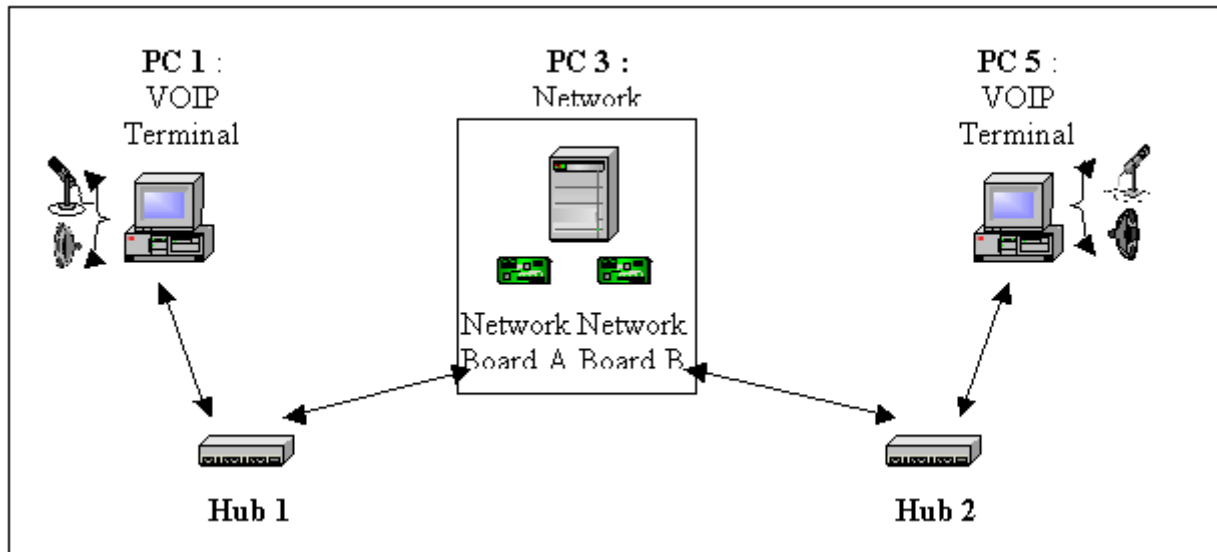 PC 1 :
VOIP
Terminal
PC 3 :
Network
Network Network
Board A Board B
PC 5 :
VOIP
Terminal
Hub 1
Hub 2